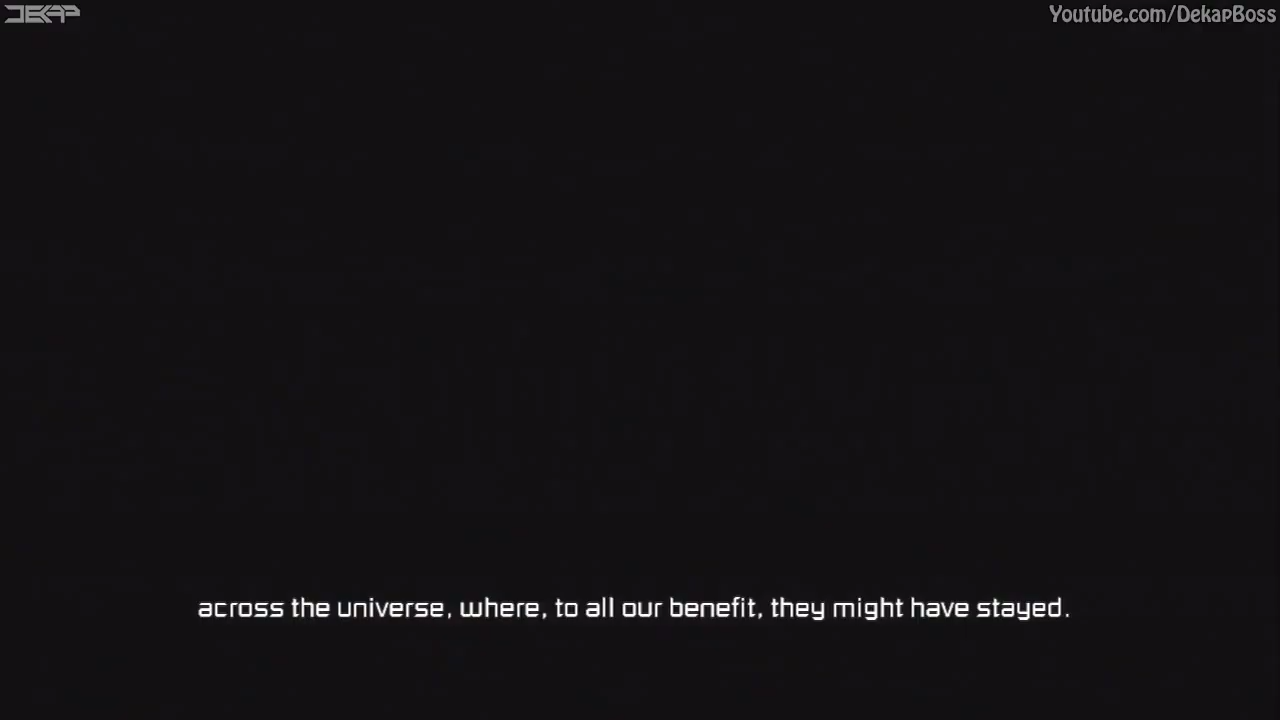 DEKAP
Youtube.com/DekapBoss
across the universe, where, to all our benefit, they might have stayed.